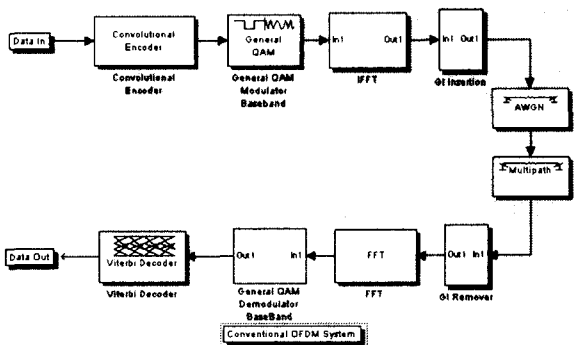 Data In
Convolutional
Encoder
Convolutional
Encoder
General
QAM
General QAM
Modulator
Baseband
In1 Out1
IFFT
In1 Out1
GI Insertion
AWGN
Multipath
Out1 In1
GI Remover
FFT
FFT
Out1 In1
General QAM
Demodulator
BaseBand
Viterbi Decoder
Viterbi Decoder
Data Out
Conventional OFDM System